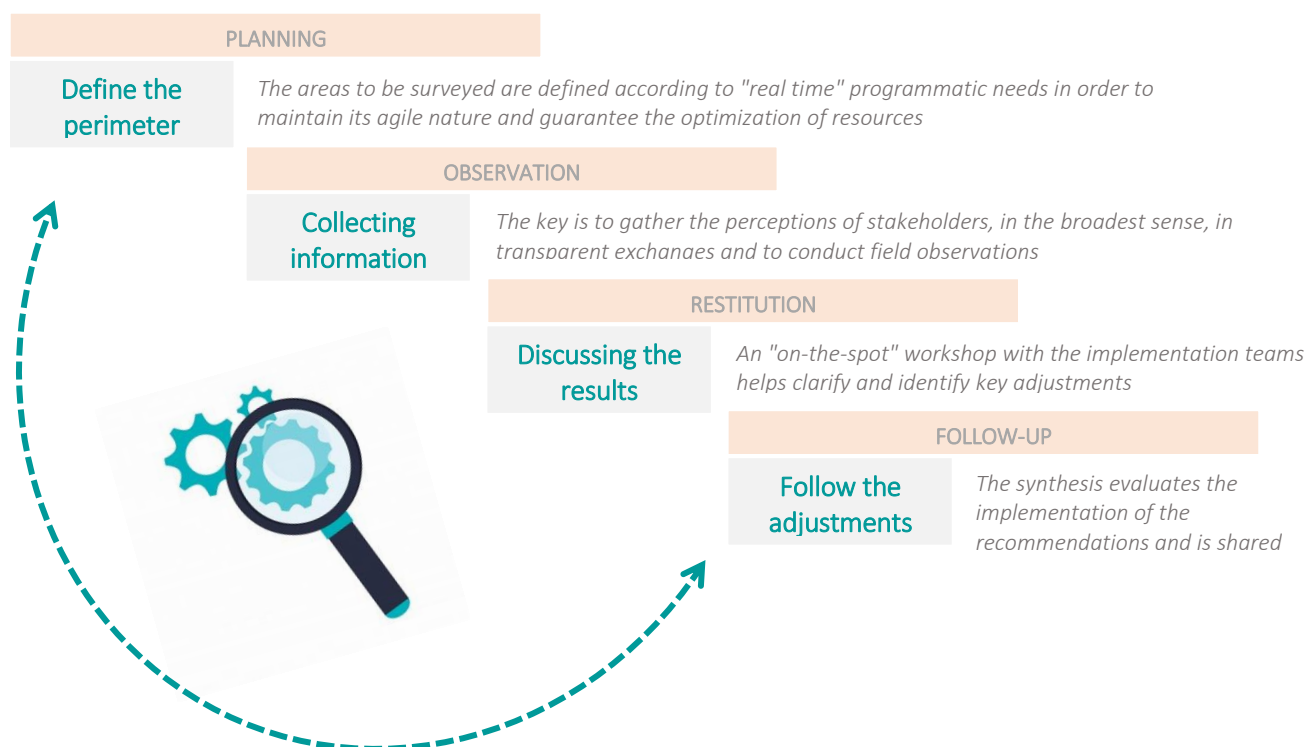 PLANNING
Define the
perimeter
The areas to be surveyed are defined according to "real time" programmatic needs in order to
maintain its agile nature and guarantee the optimization of resources
OBSERVATION
Collecting
information
The key is to gather the perceptions of stakeholders, in the broadest sense, in
transparent exchanges and to conduct field observations
RESTITUTION
Discussing the
results
An "on-the-spot" workshop with the implementation teams
helps clarify and identify key adjustments
FOLLOW-UP
Follow the
adjustments
The synthesis evaluates the
implementation of the
recommendations and is shared